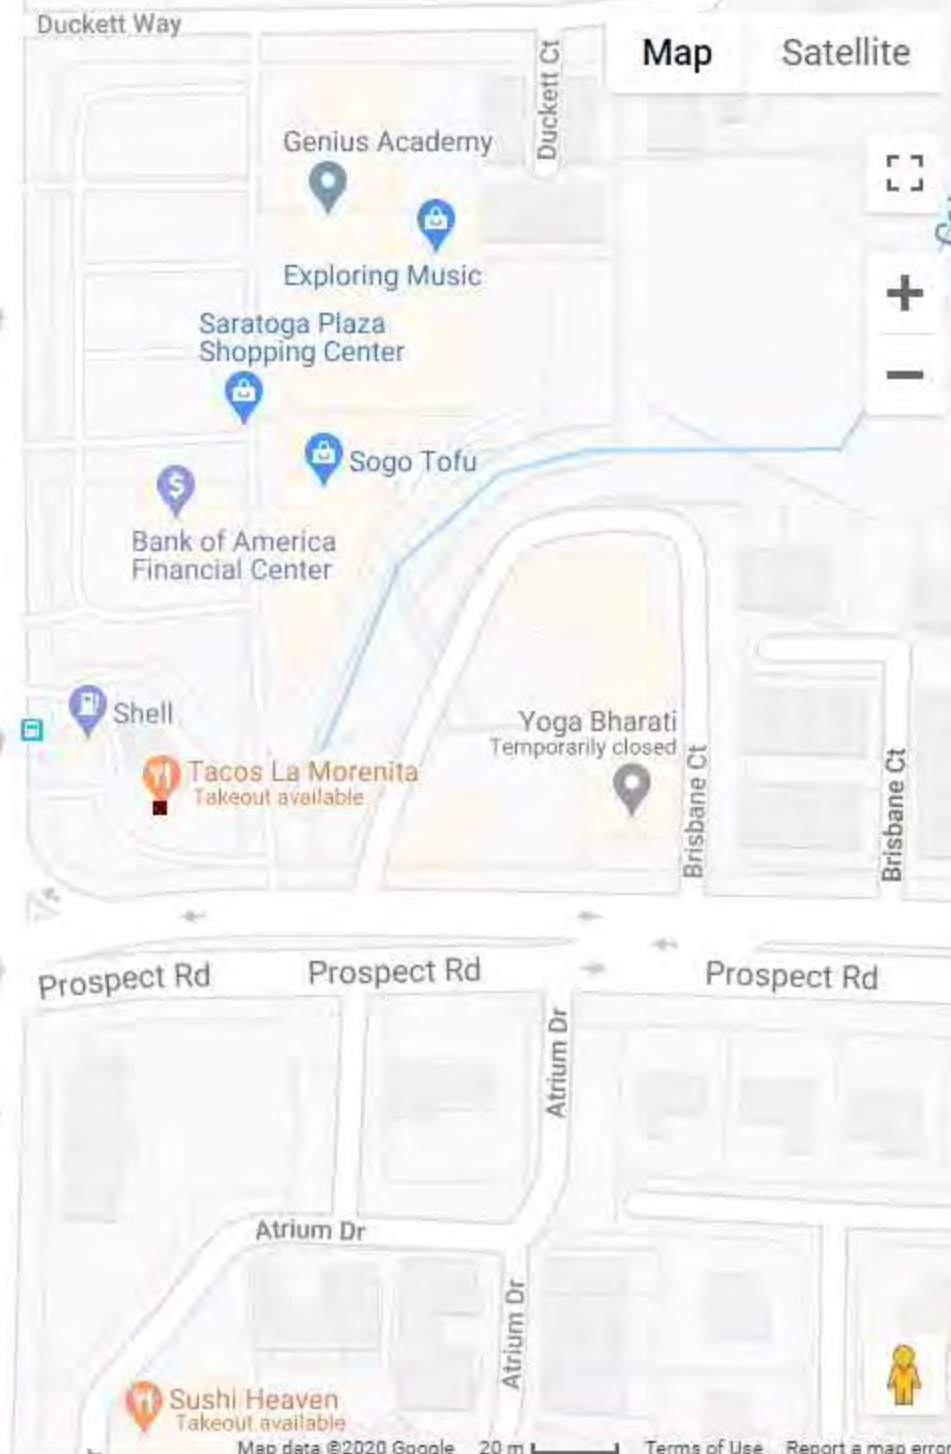 Duckett Way
Duckett Ct
Map
Satellite
Genius Academy
Exploring Music
Saratoga Plaza
Shopping Center
Sogo Tofu
$
Bank of America
Financial Center
Shell
Yoga Bharati
Temporarily closed
Tacos La Morenita
Takeout available
Brisbane Ct
Brisbane Ct
Prospect Rd
Prospect Rd
Prospect Rd
Atrium Dr
Atrium Dr
Atrium Dr
Sushi Heaven
Takeout available
Map data ©2020 Google
20 m
Terms of Use
Report a map error